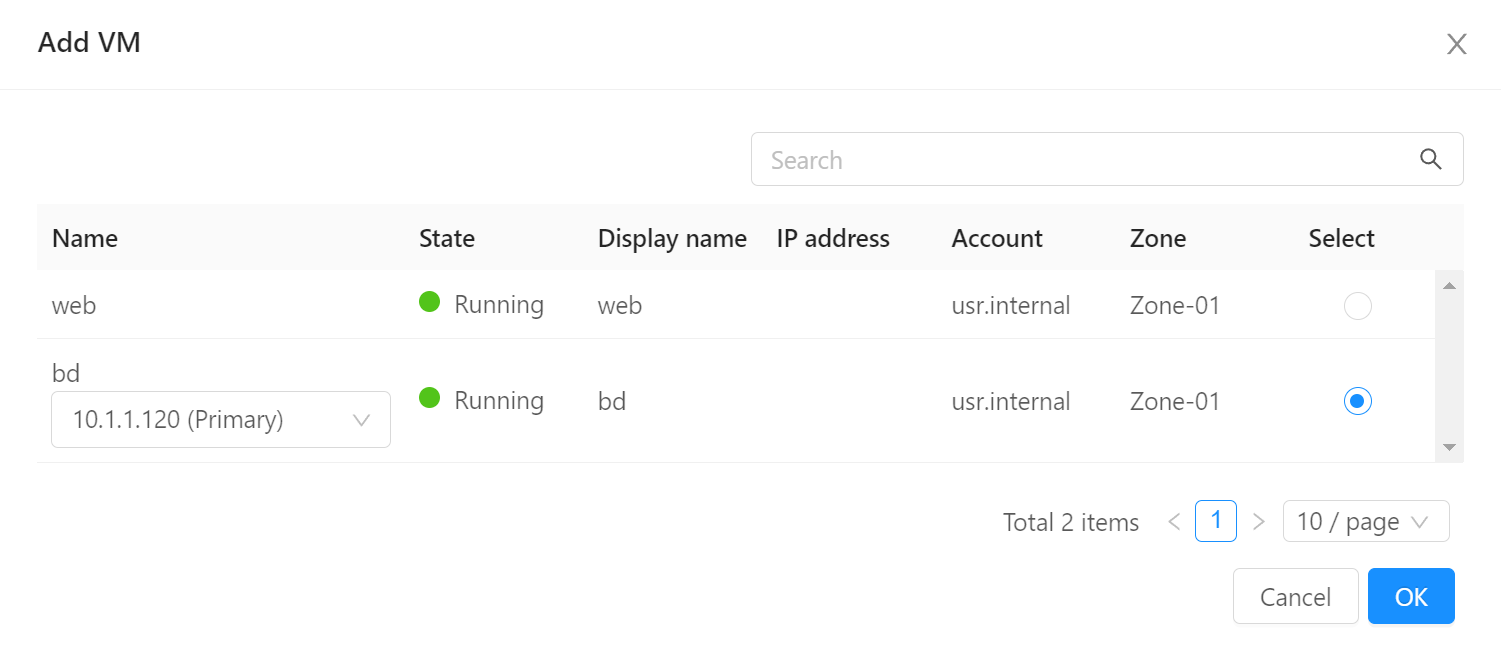 Add VM
Search
Name State Display name IP address Account Zone Select
web Running web usr.internal Zone-01
bd
10.1.1.120 (Primary) Running bd usr.internal Zone-01
Total 2 items 1 10 / page
Cancel OK